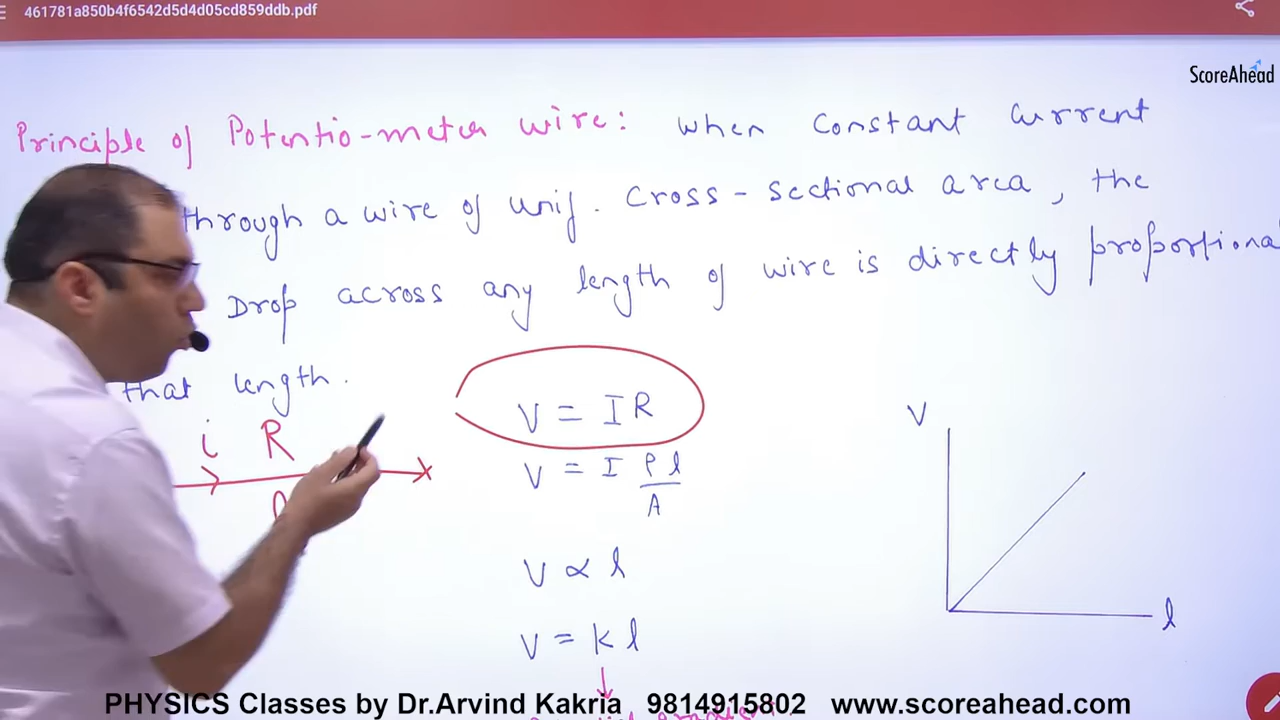 461781a850b4f6542d5d4d05cd859ddb.pdf
ScoreAhead
Principle of Potentio-meter wire: when constant current
through a wire of unif. cross-sectional area, the
Drop across any length of wire is directly proportional
that length.
i R
V = IR
V = I ρl/A
V ∝ l
V = kl
V
l
PHYSICS Classes by Dr.Arvind Kakria 9814915802 www.scoreahead.com